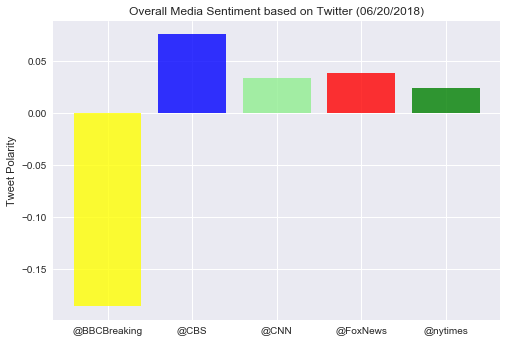 Overall Media Sentiment based on Twitter (06/20/2018)
Tweet Polarity
0.05
0.00
−0.05
−0.10
−0.15
@BBCBreaking @CBS @CNN @FoxNews @nytimes